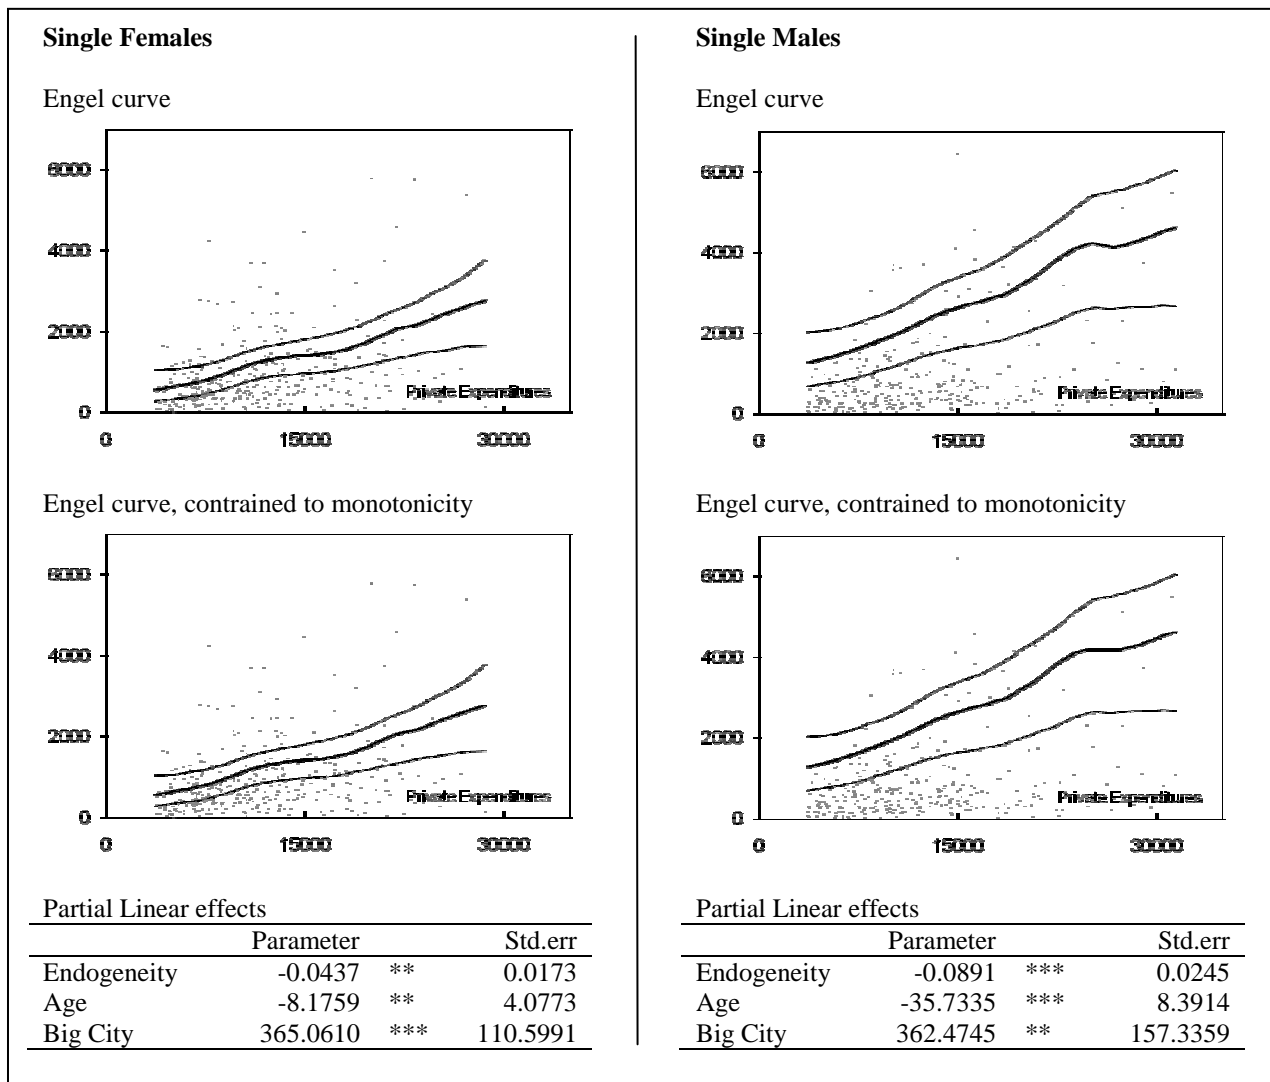 Single Females
Engel curve
6000
4000
2000
0
Private Expenditures
0 15000 30000
Engel curve, contrained to monotonicity
6000
4000
2000
0
Private Expenditures
0 15000 30000
Partial Linear effects
Parameter Std.err
Endogeneity -0.0437 ** 0.0173
Age -8.1759 ** 4.0773
Big City 365.0610 *** 110.5991
Single Males
Engel curve
6000
4000
2000
0
Private Expenditures
0 15000 30000
Engel curve, contrained to monotonicity
6000
4000
2000
0
Private Expenditures
0 15000 30000
Partial Linear effects
Parameter Std.err
Endogeneity -0.0891 *** 0.0245
Age -35.7335 *** 8.3914
Big City 362.4745 ** 157.3359